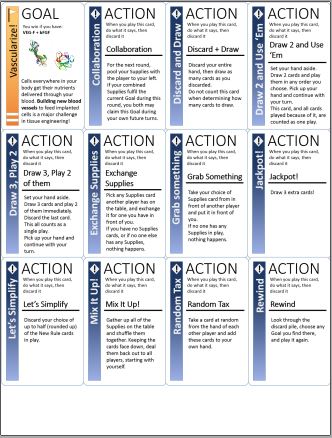 Vascularize!
GOAL
You win if you have:
VEG-F + bFGF
Cells everywhere in your
body get their nutrients
delivered through your
blood. Building new blood
vessels to feed implanted
cells is a major challenge
in tissue engineering!
Collaboration
ACTION
When you play this card,
do what it says, then
discard it
Collaboration
For the next round,
pool your Supplies with
the player to your left.
If your combined
Supplies fulfill the
current Goal during this
round, you both may
claim this Goal during
your own future turns.
Discard and Draw
ACTION
When you play this card,
do what it says, then
discard it
Discard + Draw
Discard your entire
hand, then draw as
many cards as you
discarded.
Do not count this card
when determining how
many cards to draw.
Draw 2 and Use 'Em
ACTION
When you play this card,
do what it says, then
discard it
Draw 2 and Use
'Em
Set your hand aside.
Draw 2 cards and play
them in any order you
choose. Pick up your
hand and continue with
your turn.
This card, and all cards
played because of it, are
counted as one play.
Draw 3, Play 2
ACTION
When you play this card,
do what it says, then
discard it
Draw 3, Play 2
of them
Set your hand aside.
Draw 3 cards and play 2
of them immediately.
Discard the last card.
This all counts as a
single play.
Pick up your hand and
continue with your
turn.
Exchange Supplies
ACTION
When you play this card,
do what it says, then
discard it
Exchange
Supplies
Pick any Supplies card
another player has on
the table, and exchange
it for one you have in
front of you.
If you have no Supplies
cards, or if no one else
has any Supplies,
nothing happens.
Grab something
ACTION
When you play this card,
do what it says, then
discard it
Grab Something
Take your choice of
Supplies card from in
front of another player
and put it in front of
you.
If no one else has any
Supplies in play,
nothing happens.
Jackpot!
ACTION
When you play this card,
do what it says, then
discard it
Jackpot!
Draw 3 extra cards!
Let's Simplify
ACTION
When you play this card,
do what it says, then
discard it
Let's Simplify
Discard your choice of
up to half (rounded up)
of the New Rule cards
in play.
Mix It Up!
ACTION
When you play this card,
do what it says, then
discard it
Mix It Up!
Gather up all of the
Supplies on the table
and shuffle them
together. Keeping the
cards face down, deal
them back out to all
players, starting with
yourself.
Random Tax
ACTION
When you play this card,
do what it says, then
discard it
Random Tax
Take a card at random
from the hand of each
other player and add
these cards to your
own hand.
Rewind
ACTION
When you play this card,
do what it says, then
discard it
Rewind
Look through the
discard pile, choose any
Goal you find there,
and play it again.